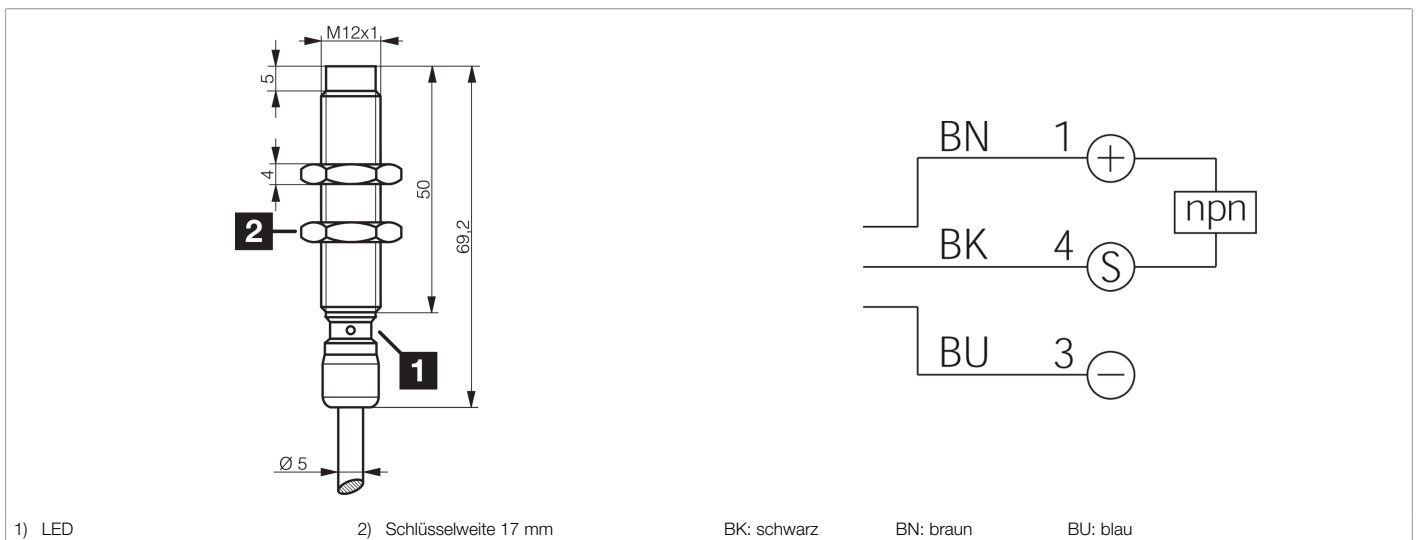 M12x1
5
4
50
69,2
2
1
Ø 5
BN 1 +
npn
BK 4 S
BU 3 −
1) LED 2) Schlüsselweite 17 mm BK: schwarz BN: braun BU: blau